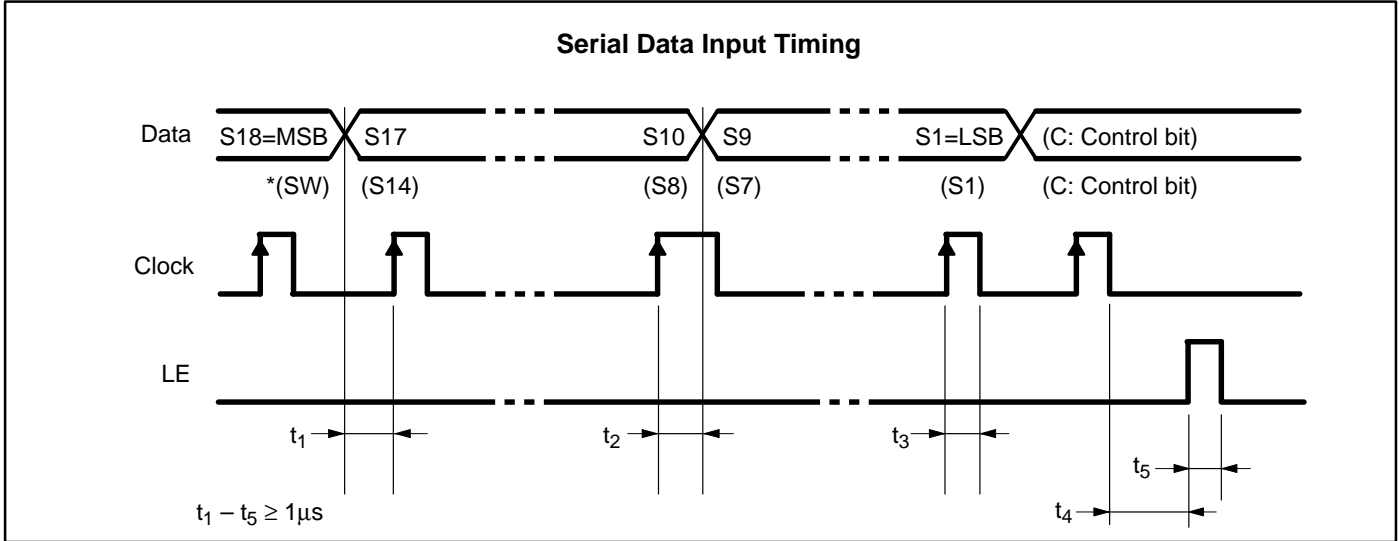 Serial Data Input Timing
Data S18=MSB S17 S10 S9 S1=LSB (C: Control bit)
*(SW) (S14) (S8) (S7) (S1) (C: Control bit)
Clock
LE
t1 t2 t3
t5
t1 – t5 ≥ 1μs t4